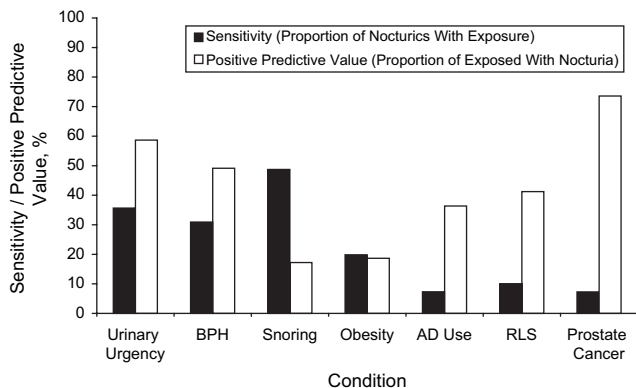 100
90
80
70
60
50
40
30
20
10
0
Sensitivity / Positive Predictive
Value, %
Sensitivity (Proportion of Nocturics With Exposure)
Positive Predictive Value (Proportion of Exposed With Nocturia)
Urinary
Urgency
BPH
Snoring
Obesity
AD Use
RLS
Prostate
Cancer
Condition